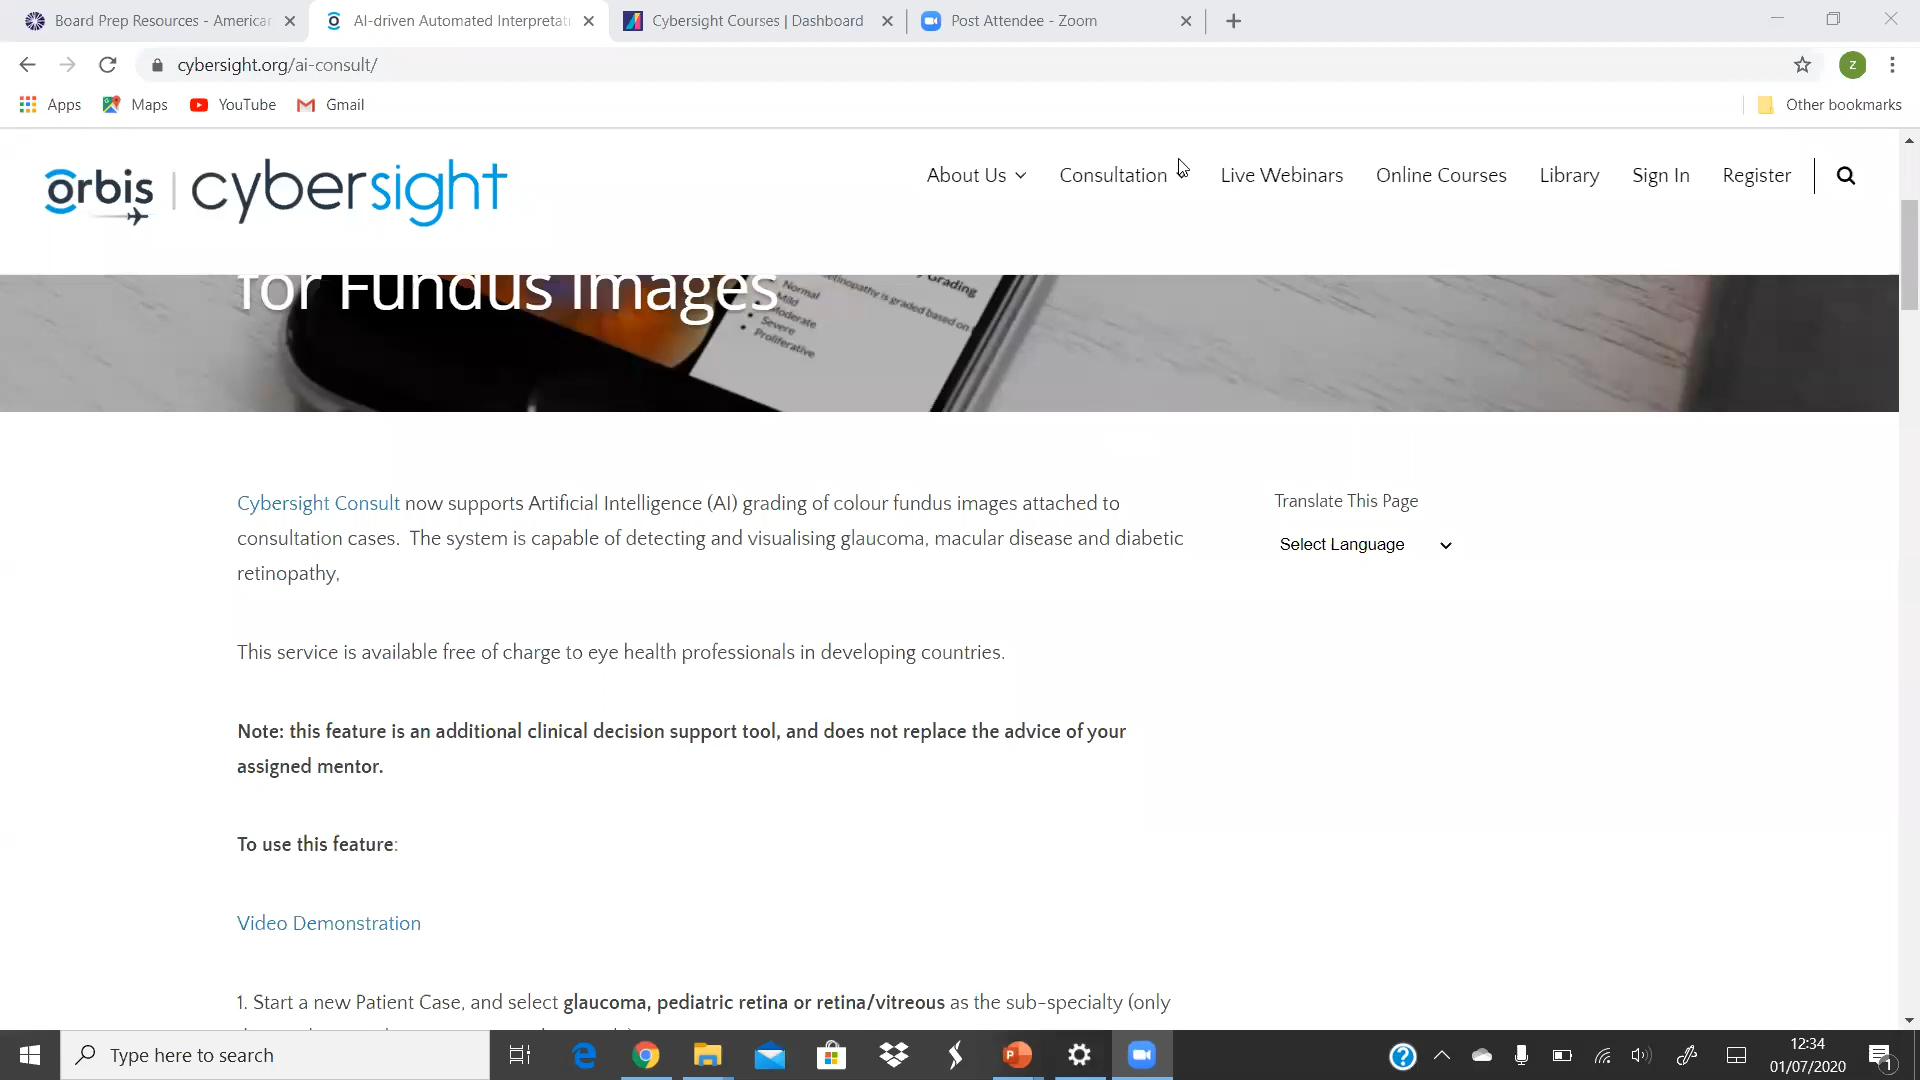 Board Prep Resources - American
AI-driven Automated Interpretati
Cybersight Courses | Dashboard
Post Attendee - Zoom
cybersight.org/ai-consult/
z
Apps
Maps
YouTube
Gmail
Other bookmarks
orbis | cybersight
About Us
Consultation
Live Webinars
Online Courses
Library
Sign In
Register
for Fundus Images
Grading
retinopathy is graded based on
Normal
Mild
Moderate
Severe
Proliferative
Cybersight Consult now supports Artificial Intelligence (AI) grading of colour fundus images attached to
consultation cases. The system is capable of detecting and visualising glaucoma, macular disease and diabetic
retinopathy,
Translate This Page
Select Language
This service is available free of charge to eye health professionals in developing countries.
Note: this feature is an additional clinical decision support tool, and does not replace the advice of your
assigned mentor.
To use this feature:
Video Demonstration
1. Start a new Patient Case, and select glaucoma, pediatric retina or retina/vitreous as the sub-specialty (only
Type here to search
12:34
01/07/2020
1